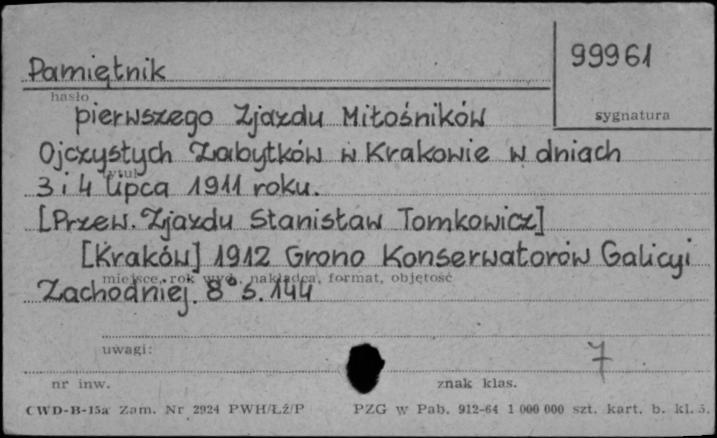 99961
Pamiętnik
hasło
sygnatura
pierwszego Zjazdu Miłośników
Ojczystych Zabytków w Krakowie w dniach
tytuł
3 i 4 lipca 1911 roku.
[Przew. Zjazdu Stanisław Tomkowicz]
[Kraków] 1912 Grono Konserwatorów Galicyi
miejsce, rok wyd., nakładca, format, objętość
Zachodniej. 8° s. 144
uwagi:
7
nr inw. znak klas.
CWD-B-15a Zam. Nr 2924 PWH/Łź/P PZG w Pab. 912-64 1 000 000 szt. kart. b. kl. 5.